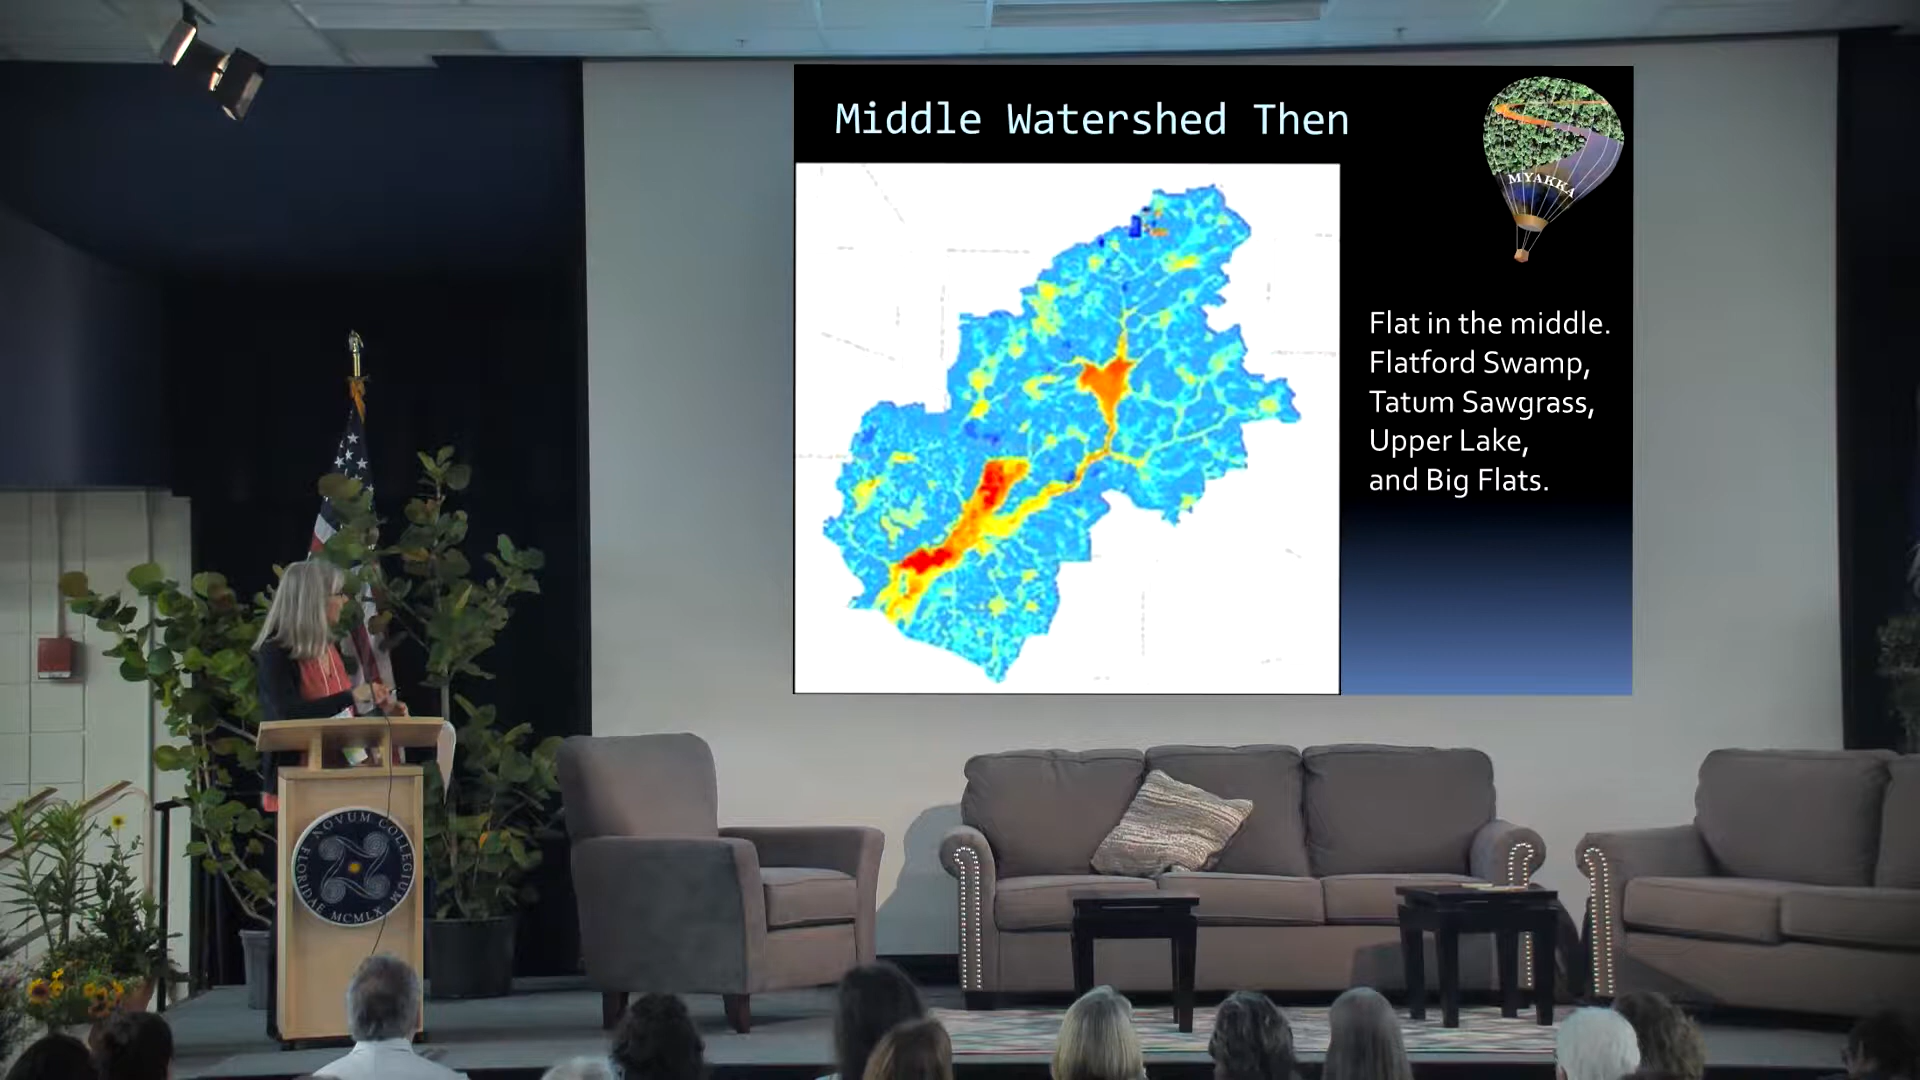 Middle Watershed Then
MYAKKA
Flat in the middle.
Flatford Swamp,
Tatum Sawgrass,
Upper Lake,
and Big Flats.
NOVUM COLLEGIUM
FLORIDAE MCMLX